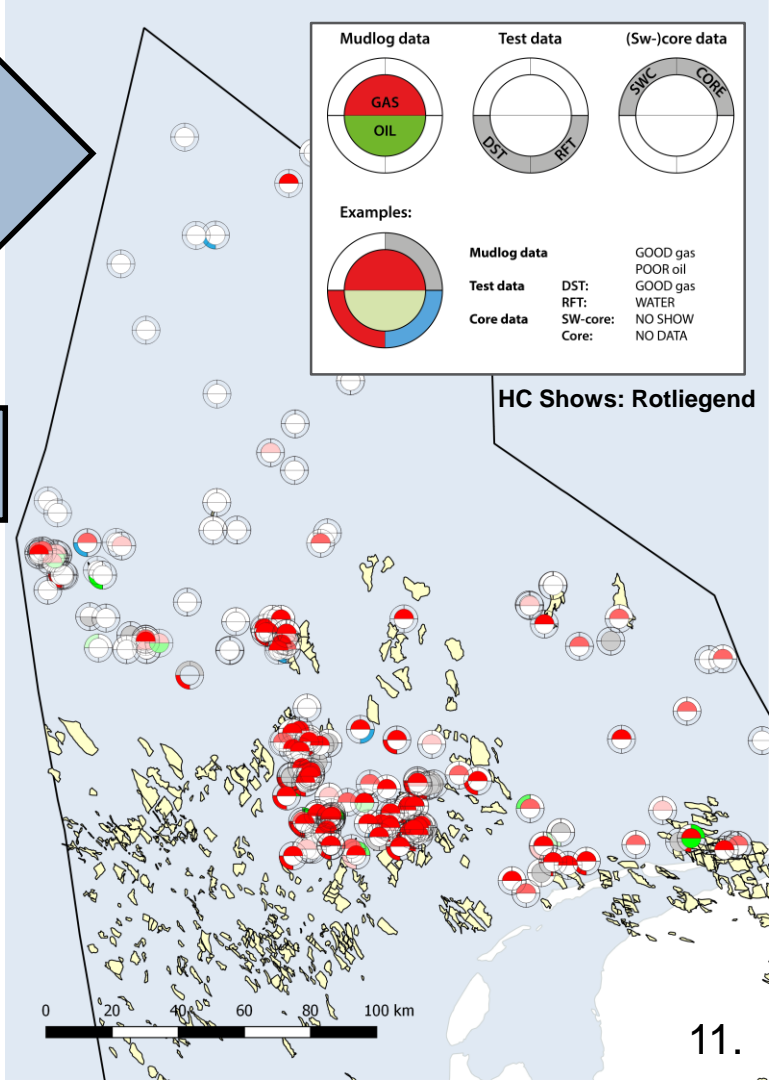 Mudlog data Test data (Sw-)core data
GAS
OIL
DST RFT
SWC CORE
Examples:
Mudlog data GOOD gas
POOR oil
Test data DST: GOOD gas
RFT: WATER
Core data SW-core: NO SHOW
Core: NO DATA
HC Shows: Rotliegend
0 20 40 60 80 100 km
11.